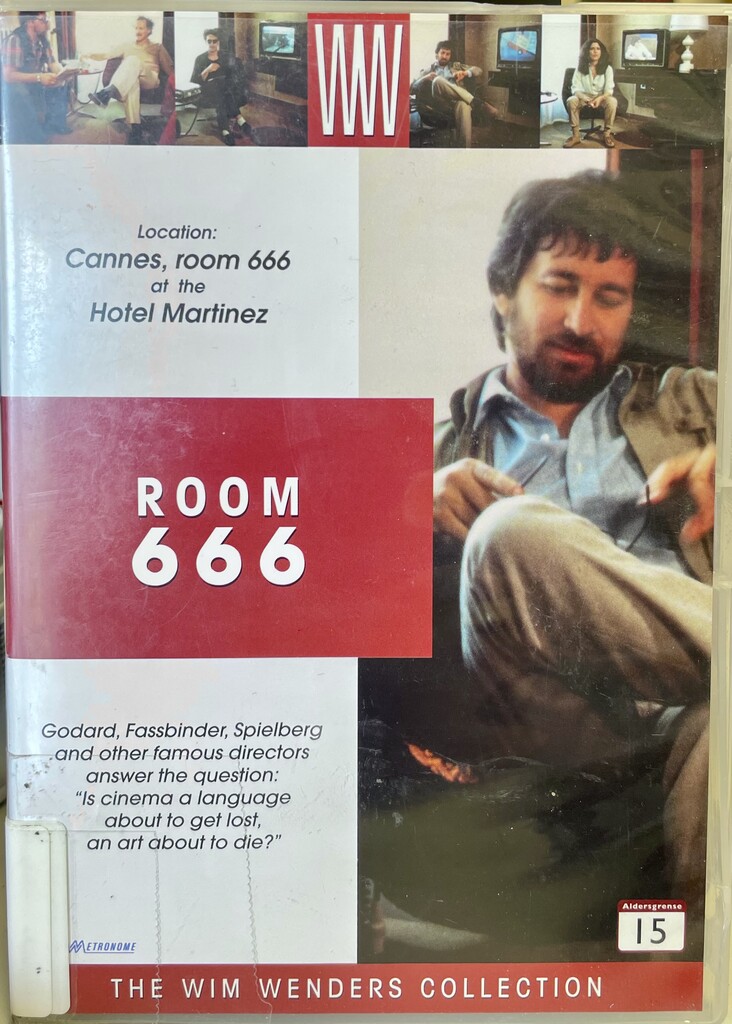 WW
Location:
Cannes, room 666
at the
Hotel Martinez
ROOM
666
Godard, Fassbinder, Spielberg
and other famous directors
answer the question:
“Is cinema a language
about to get lost,
an art about to die?”
Aldersgrense
15
METRONOME
THE WIM WENDERS COLLECTION